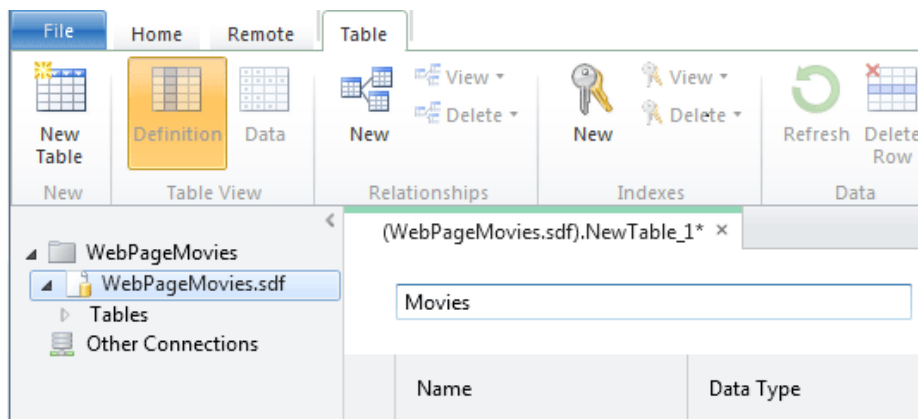 File Home Remote Table
View View
Delete Delete
New Table Definition Data New New Refresh Delete Row
New Table View Relationships Indexes Data
(WebPageMovies.sdf).NewTable_1* ×
WebPageMovies
WebPageMovies.sdf
Movies
Tables
Other Connections
Name Data Type